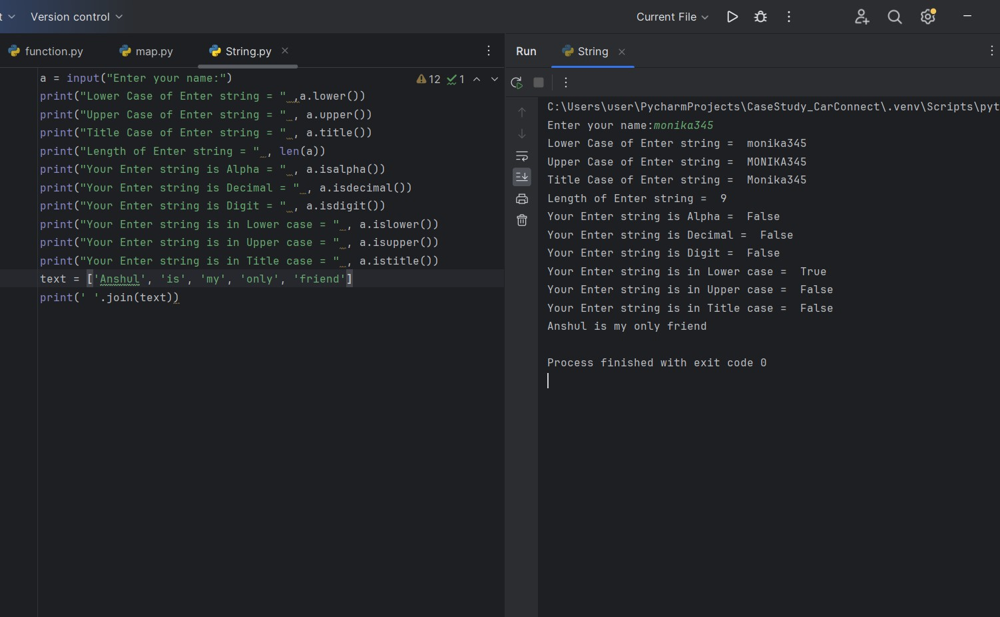 t Version control Current File
function.py map.py String.py
Run String
12 1
a = input("Enter your name:")
print("Lower Case of Enter string = " ,a.lower())
print("Upper Case of Enter string = " , a.upper())
print("Title Case of Enter string = " , a.title())
print("Length of Enter string = " , len(a))
print("Your Enter string is Alpha = " , a.isalpha())
print("Your Enter string is Decimal = " , a.isdecimal())
print("Your Enter string is Digit = " , a.isdigit())
print("Your Enter string is in Lower case = " , a.islower())
print("Your Enter string is in Upper case = " , a.isupper())
print("Your Enter string is in Title case = " , a.istitle())
text = ['Anshul', 'is', 'my', 'only', 'friend']
print(' '.join(text))
C:\Users\user\PycharmProjects\CaseStudy_CarConnect\.venv\Scripts\pyt
Enter your name:monika345
Lower Case of Enter string =  monika345
Upper Case of Enter string =  MONIKA345
Title Case of Enter string =  Monika345
Length of Enter string =  9
Your Enter string is Alpha =  False
Your Enter string is Decimal =  False
Your Enter string is Digit =  False
Your Enter string is in Lower case =  True
Your Enter string is in Upper case =  False
Your Enter string is in Title case =  False
Anshul is my only friend
Process finished with exit code 0